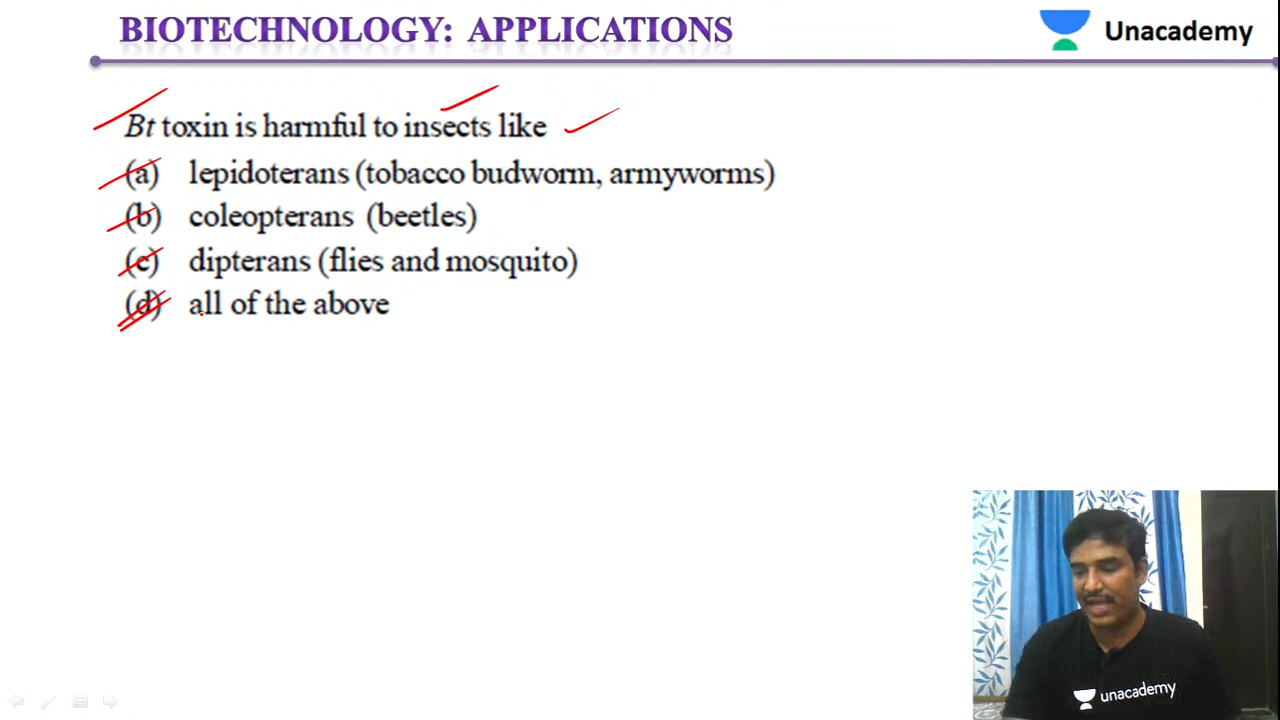 BIOTECHNOLOGY: APPLICATIONS
Unacademy
Bt toxin is harmful to insects like
(a) lepidoterans (tobacco budworm, armyworms)
(b) coleopterans (beetles)
(c) dipterans (flies and mosquito)
(d) all of the above
unacademy